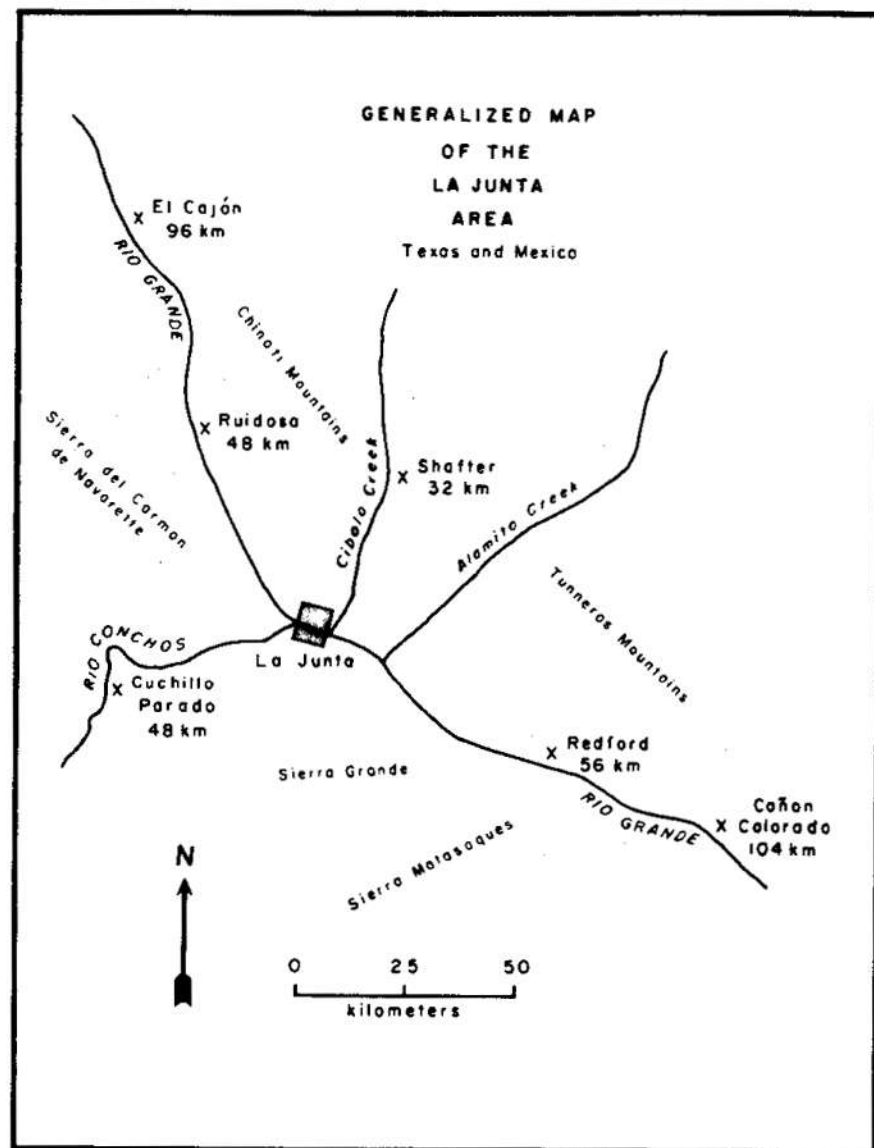 GENERALIZED MAP
OF THE
LA JUNTA
AREA
Texas and Mexico
X El Cajón
96 km
RIO GRANDE
Chinati Mountains
X Ruidosa
48 km
Sierra del Carmon
de Navarette
Cibolo Creek
X Shafter
32 km
Alamito Creek
Tunneros Mountains
La Junta
RIO CONCHOS
X Cuchillo
Parado
48 km
Sierra Grande
X Redford
56 km
RIO GRANDE
X Cañon
Colorado
104 km
Sierra Matasaques
N
0 25 50
kilometers